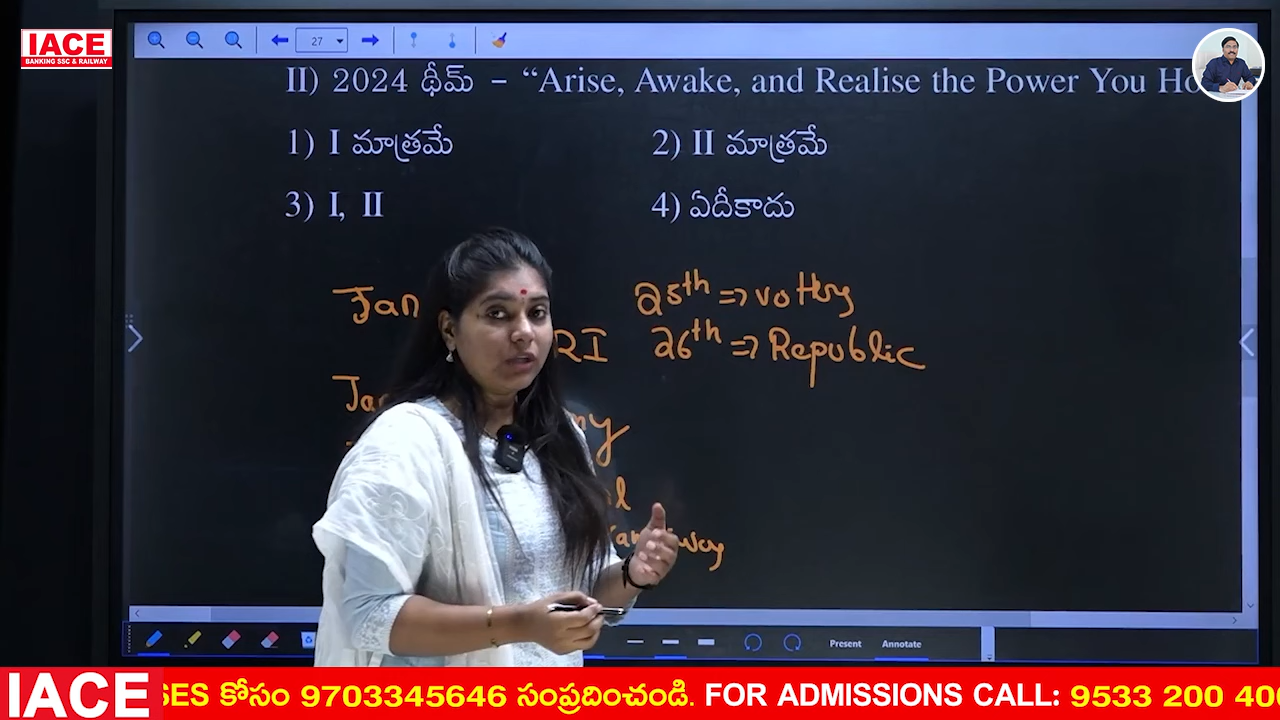 IACE
BANKING SSC & RAILWAY
27
II) 2024 థీమ్ - “Arise, Awake, and Realise the Power You Ho
1) I మాత్రమే
2) II మాత్రమే
3) I, II
4) ఏదీకాదు
Jan
25th => voting
RI
26th => Republic
Present
Annotate
IACE
SES కోసం 9703345646 సంప్రదించండి. FOR ADMISSIONS CALL: 9533 200 400